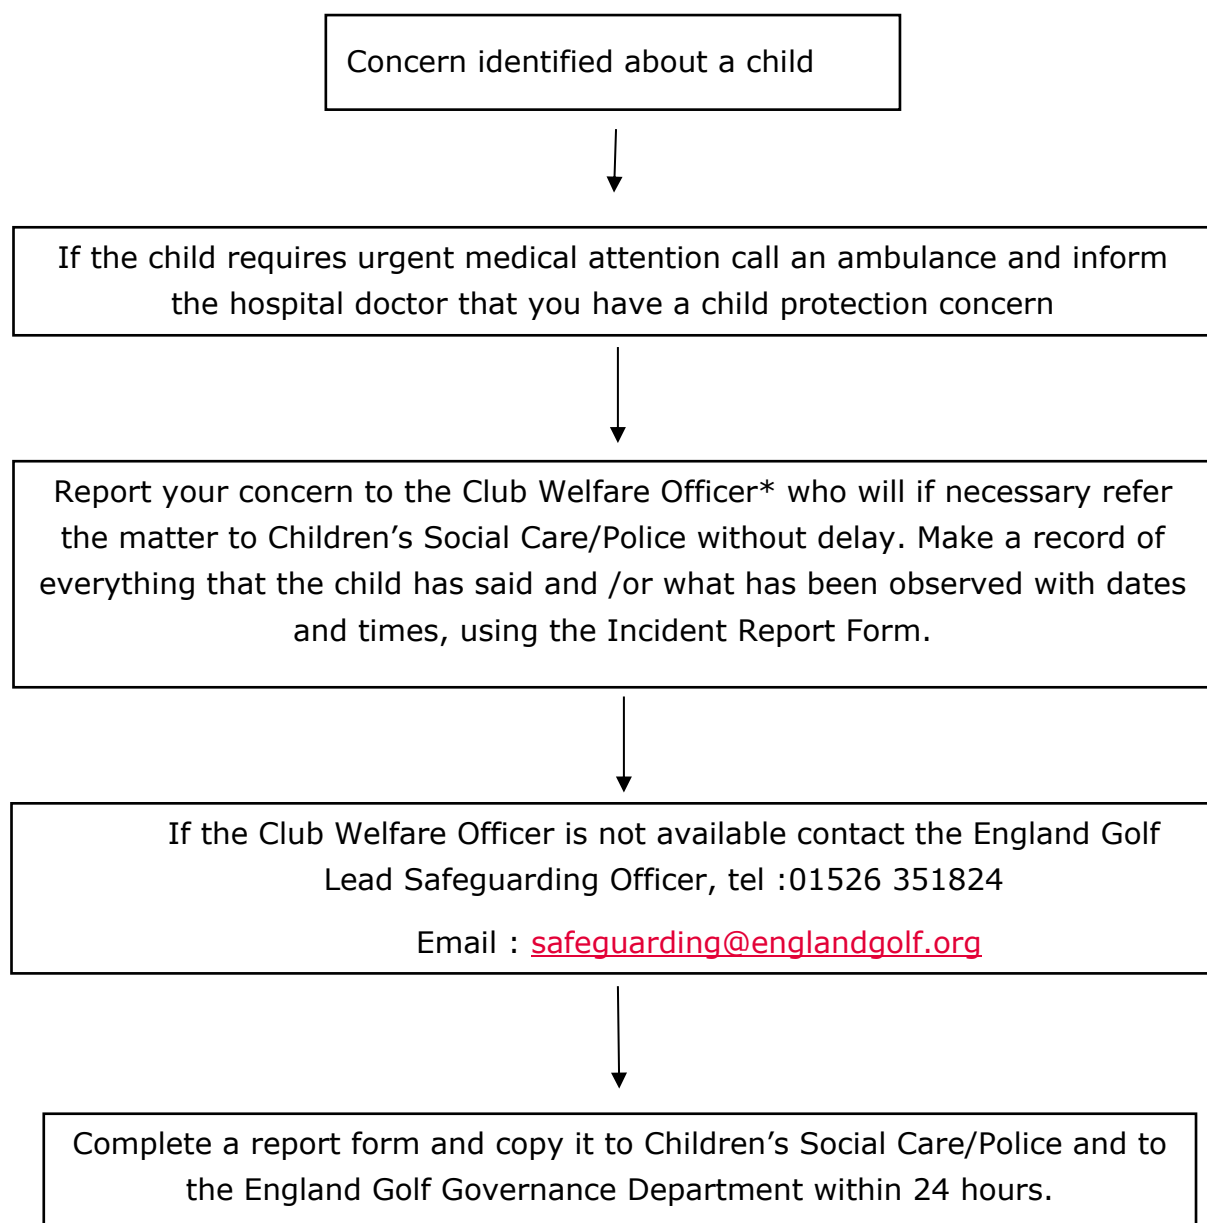 Concern identified about a child
If the child requires urgent medical attention call an ambulance and inform
the hospital doctor that you have a child protection concern
Report your concern to the Club Welfare Officer* who will if necessary refer
the matter to Children’s Social Care/Police without delay. Make a record of
everything that the child has said and /or what has been observed with dates
and times, using the Incident Report Form.
If the Club Welfare Officer is not available contact the England Golf
Lead Safeguarding Officer, tel :01526 351824
Email : safeguarding@englandgolf.org
Complete a report form and copy it to Children’s Social Care/Police and to
the England Golf Governance Department within 24 hours.